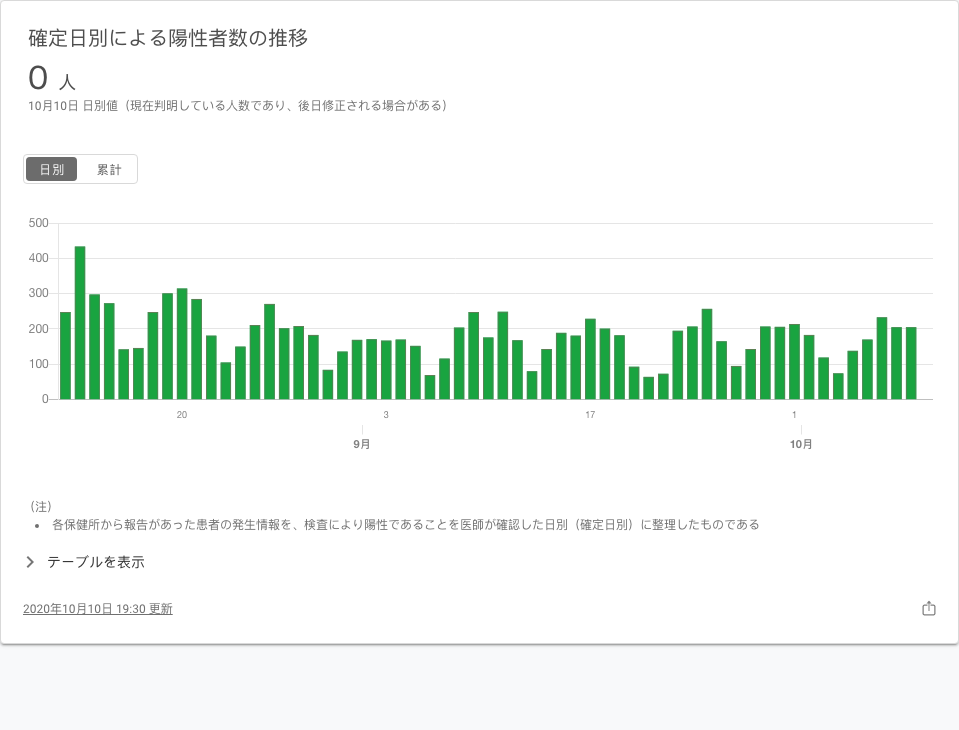 確定日別による陽性者数の推移
0 人
10月10日 日別値（現在判明している人数であり、後日修正される場合がある）
日別 累計
500
400
300
200
100
0
20 3 17 1
9月 10月
（注）
• 各保健所から報告があった患者の発生情報を、検査により陽性であることを医師が確認した日別（確定日別）に整理したものである
テーブルを表示
2020年10月10日 19:30 更新